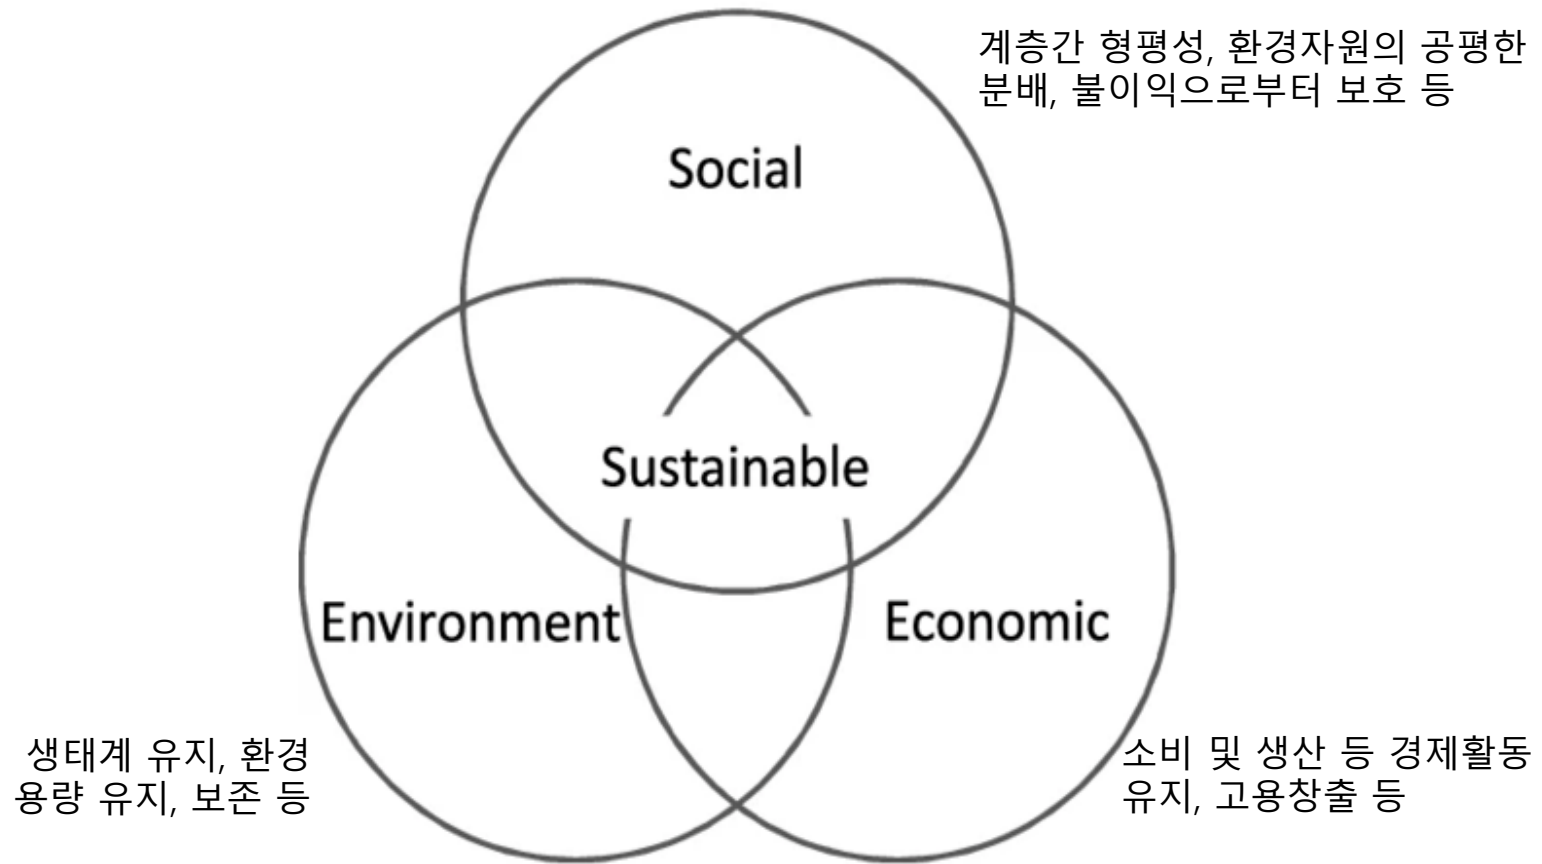 계층간 형평성, 환경자원의 공평한
분배, 불이익으로부터 보호 등
Social
Sustainable
Environment
Economic
생태계 유지, 환경
용량 유지, 보존 등
소비 및 생산 등 경제활동
유지, 고용창출 등